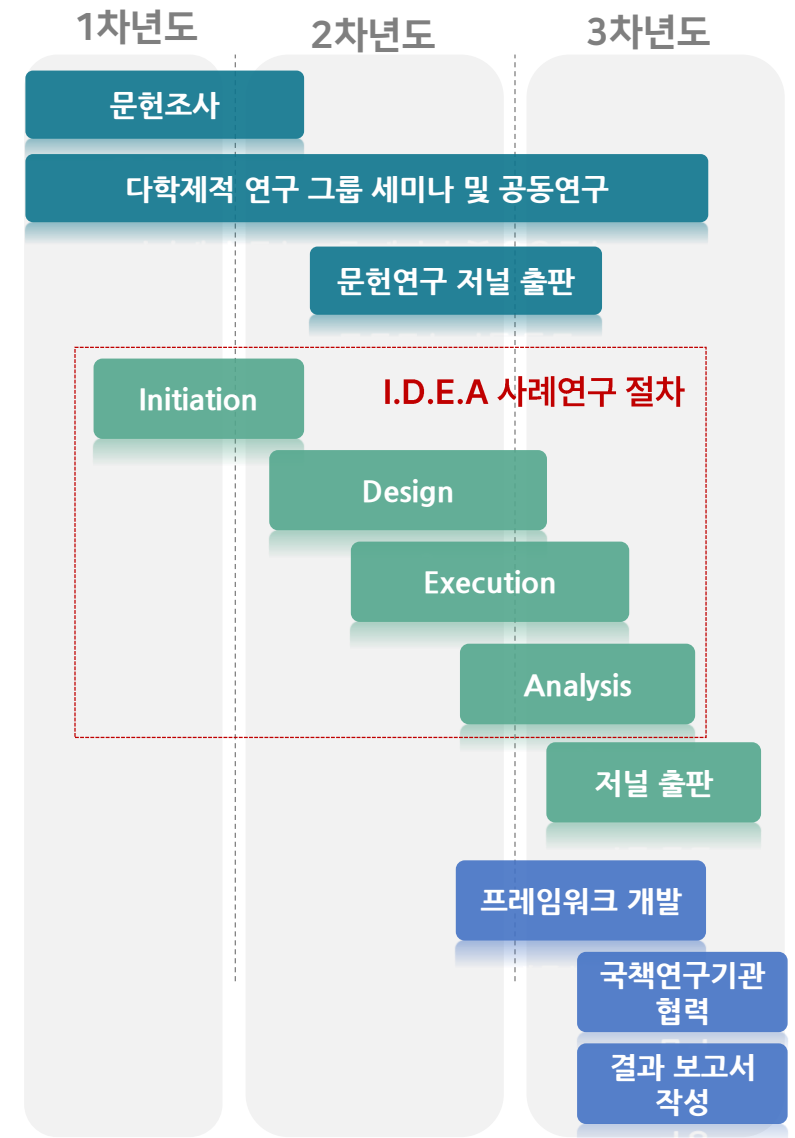 1차년도
2차년도
3차년도
문헌조사
다학제적 연구 그룹 세미나 및 공동연구
문헌연구 저널 출판
I.D.E.A 사례연구 절차
Initiation
Design
Execution
Analysis
저널 출판
프레임워크 개발
국책연구기관
협력
결과 보고서
작성